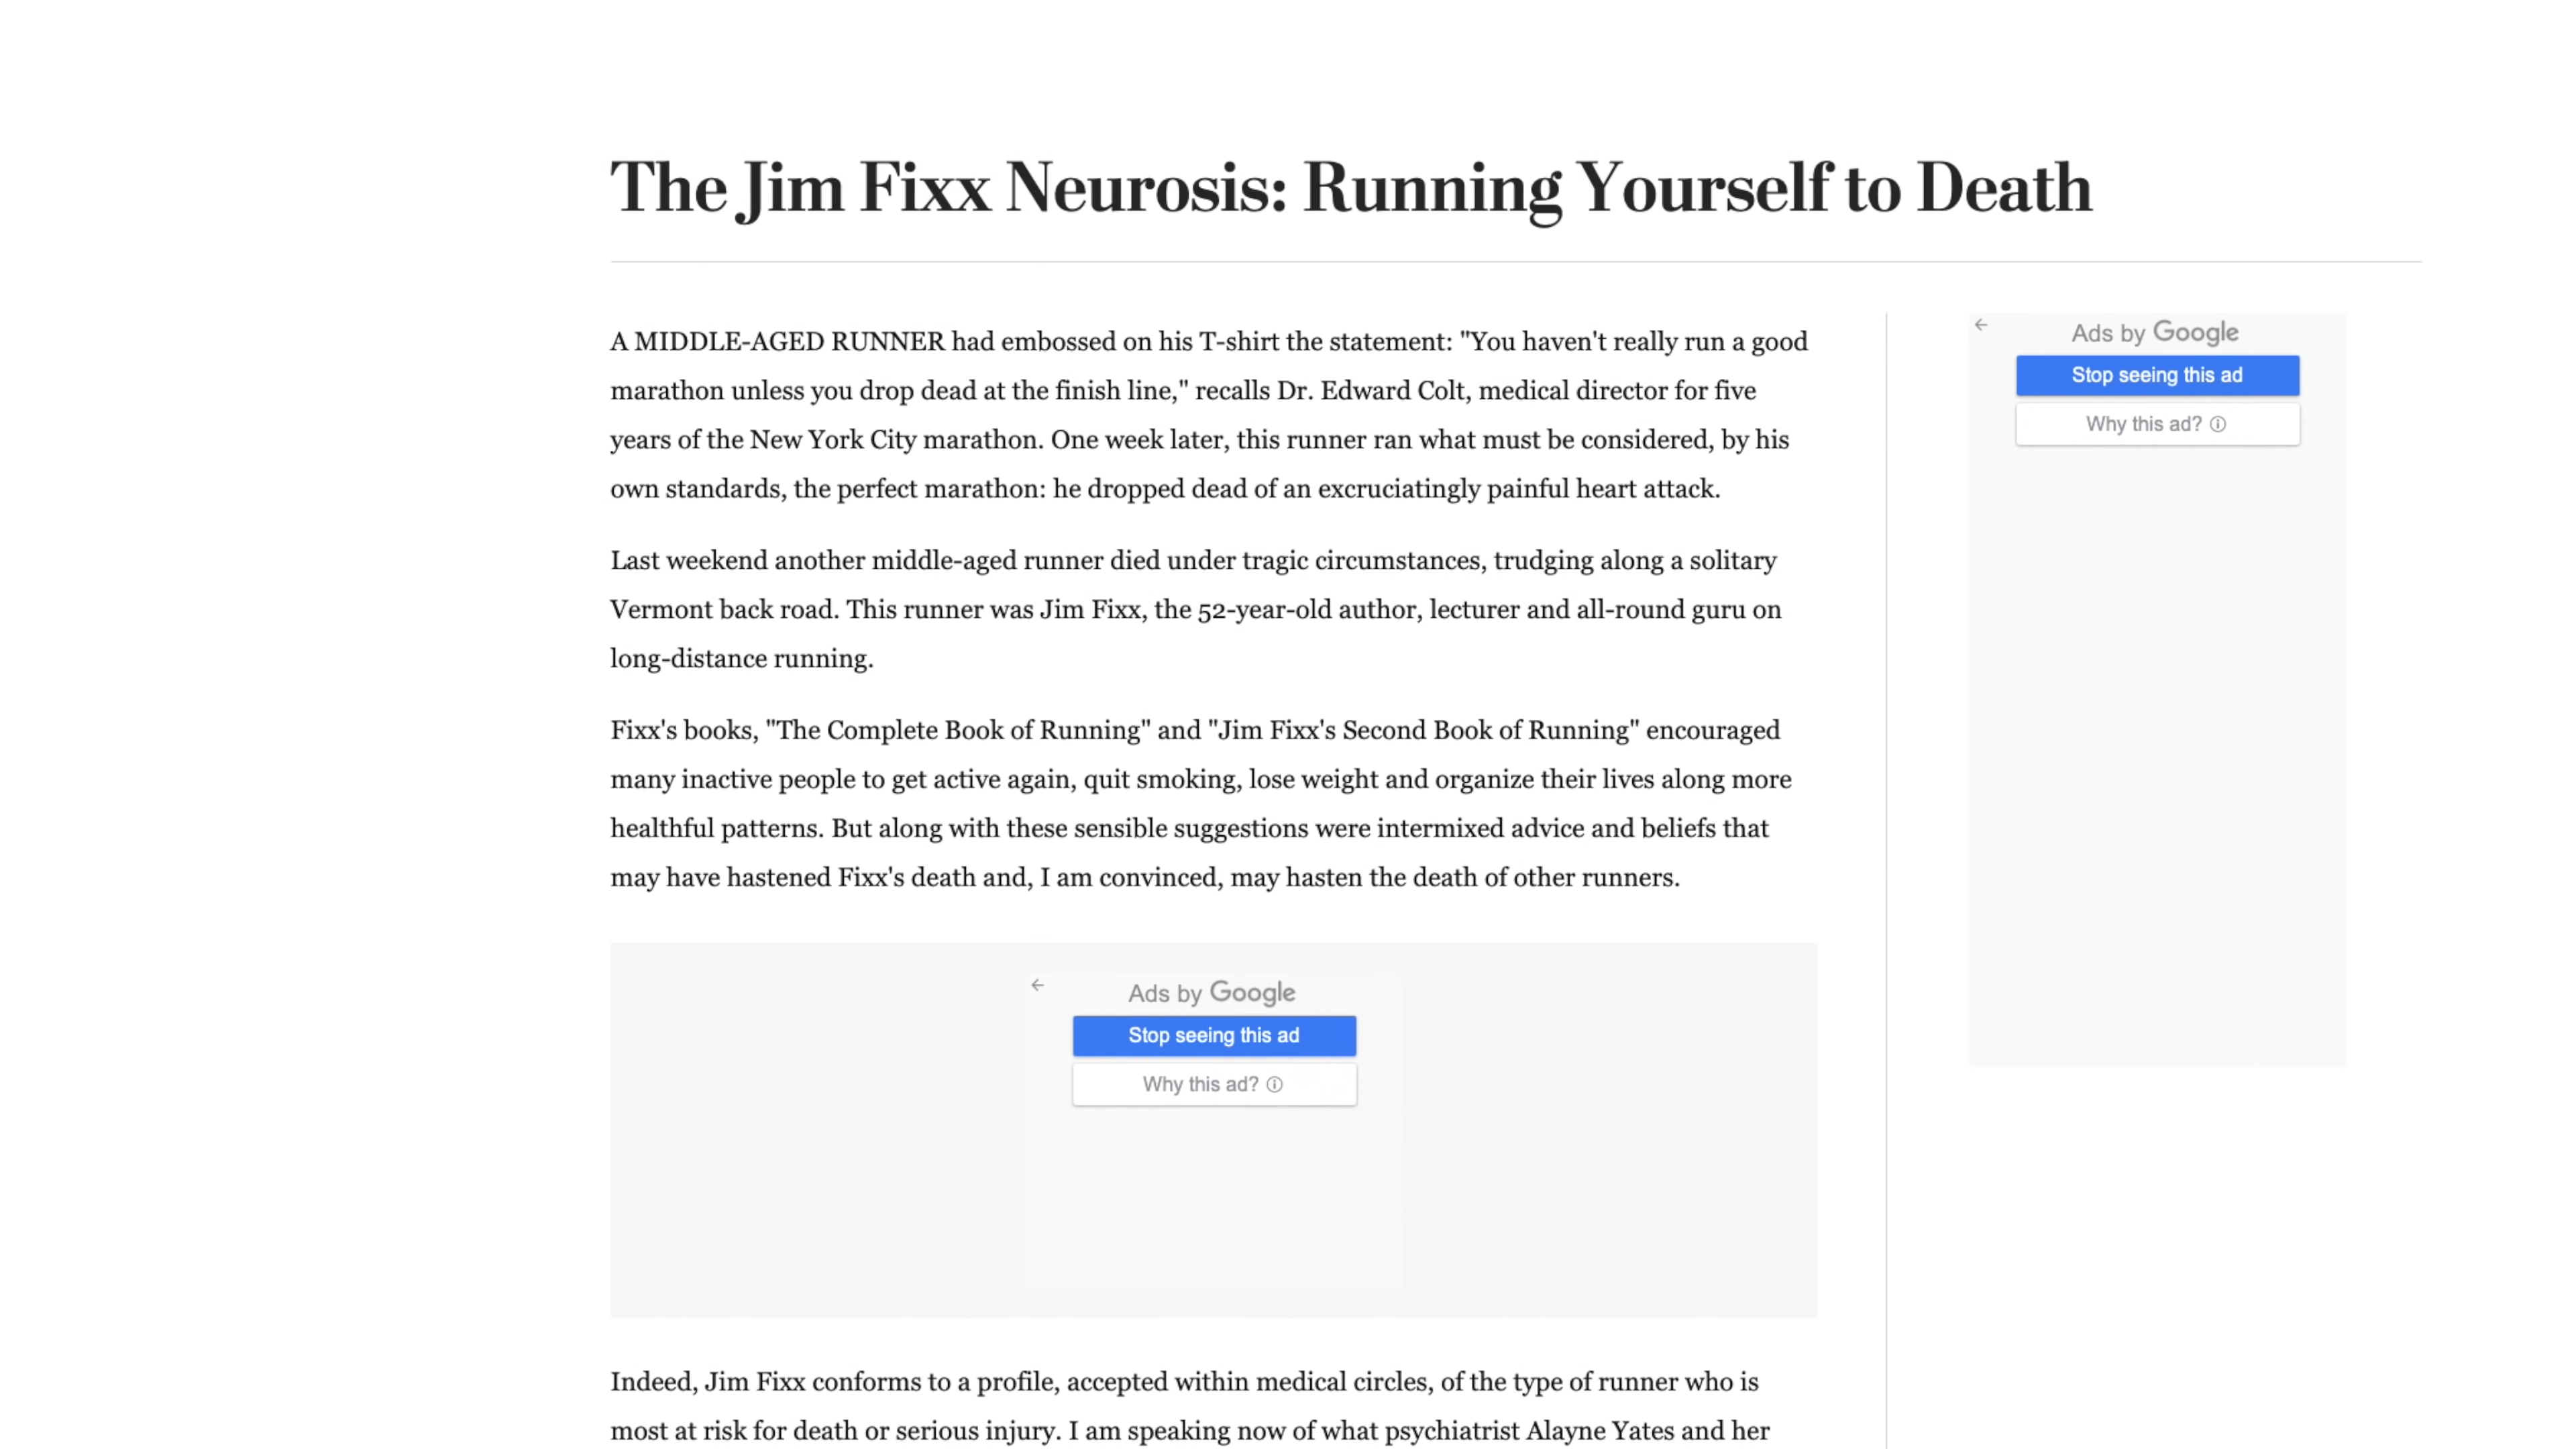 The Jim Fixx Neurosis: Running Yourself to Death
A MIDDLE-AGED RUNNER had embossed on his T-shirt the statement: "You haven't really run a good
marathon unless you drop dead at the finish line," recalls Dr. Edward Colt, medical director for five
years of the New York City marathon. One week later, this runner ran what must be considered, by his
own standards, the perfect marathon: he dropped dead of an excruciatingly painful heart attack.
Last weekend another middle-aged runner died under tragic circumstances, trudging along a solitary
Vermont back road. This runner was Jim Fixx, the 52-year-old author, lecturer and all-round guru on
long-distance running.
Fixx's books, "The Complete Book of Running" and "Jim Fixx's Second Book of Running" encouraged
many inactive people to get active again, quit smoking, lose weight and organize their lives along more
healthful patterns. But along with these sensible suggestions were intermixed advice and beliefs that
may have hastened Fixx's death and, I am convinced, may hasten the death of other runners.
Ads by Google
Stop seeing this ad
Why this ad?
Indeed, Jim Fixx conforms to a profile, accepted within medical circles, of the type of runner who is
most at risk for death or serious injury. I am speaking now of what psychiatrist Alayne Yates and her
Ads by Google
Stop seeing this ad
Why this ad?